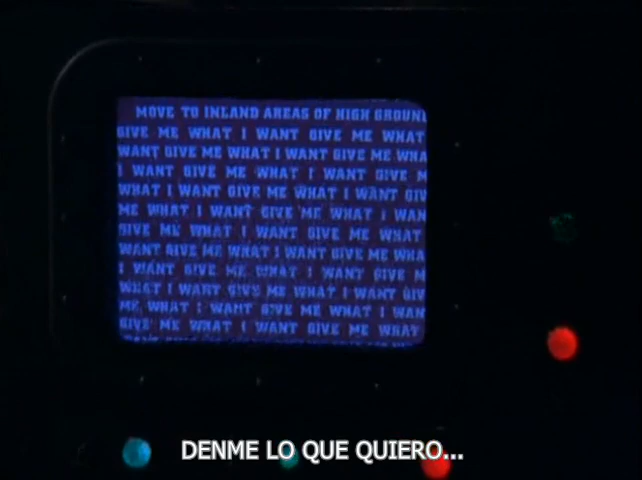 MOVE TO INLAND AREAS OF HIGH GROUND
GIVE ME WHAT I WANT GIVE ME WHAT
WANT GIVE ME WHAT I WANT GIVE ME WHA
I WANT GIVE ME WHAT I WANT GIVE M
WHAT I WANT GIVE ME WHAT I WANT GIV
ME WHAT I WANT GIVE ME WHAT I WAN
GIVE ME WHAT I WANT GIVE ME WHAT
WANT GIVE ME WHAT I WANT GIVE ME WHA
I WANT GIVE ME WHAT I WANT GIVE M
WHAT I WANT GIVE ME WHAT I WANT GIV
ME WHAT I WANT GIVE ME WHAT I WAN
GIVE ME WHAT I WANT GIVE ME WHAT
DENME LO QUE QUIERO...